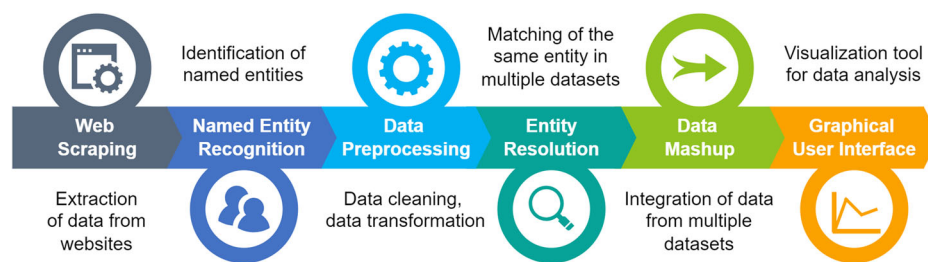 Identification of
named entities
Matching of the
same entity in
multiple datasets
Visualization tool
for data analysis
Web
Scraping
Named Entity
Recognition
Data
Preprocessing
Entity
Resolution
Data
Mashup
Graphical
User Interface
Extraction
of data from
websites
Data cleaning,
data transformation
Integration of data
from multiple
datasets